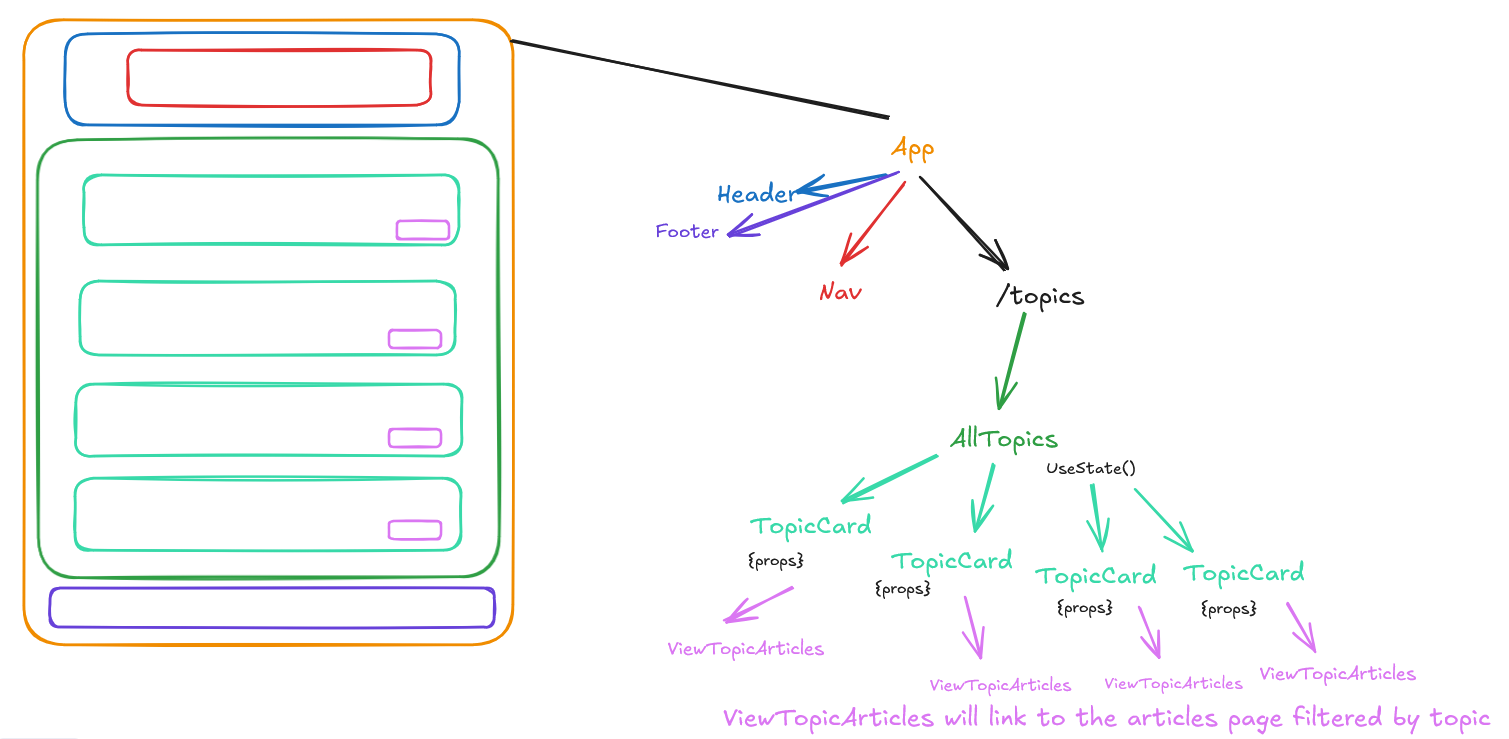 App
Header
Footer
Nav
/topics
AllTopics
UseState()
TopicCard
{props}
TopicCard
{props}
TopicCard
{props}
TopicCard
{props}
ViewTopicArticles
ViewTopicArticles
ViewTopicArticles
ViewTopicArticles
ViewTopicArticles will link to the articles page filtered by topic